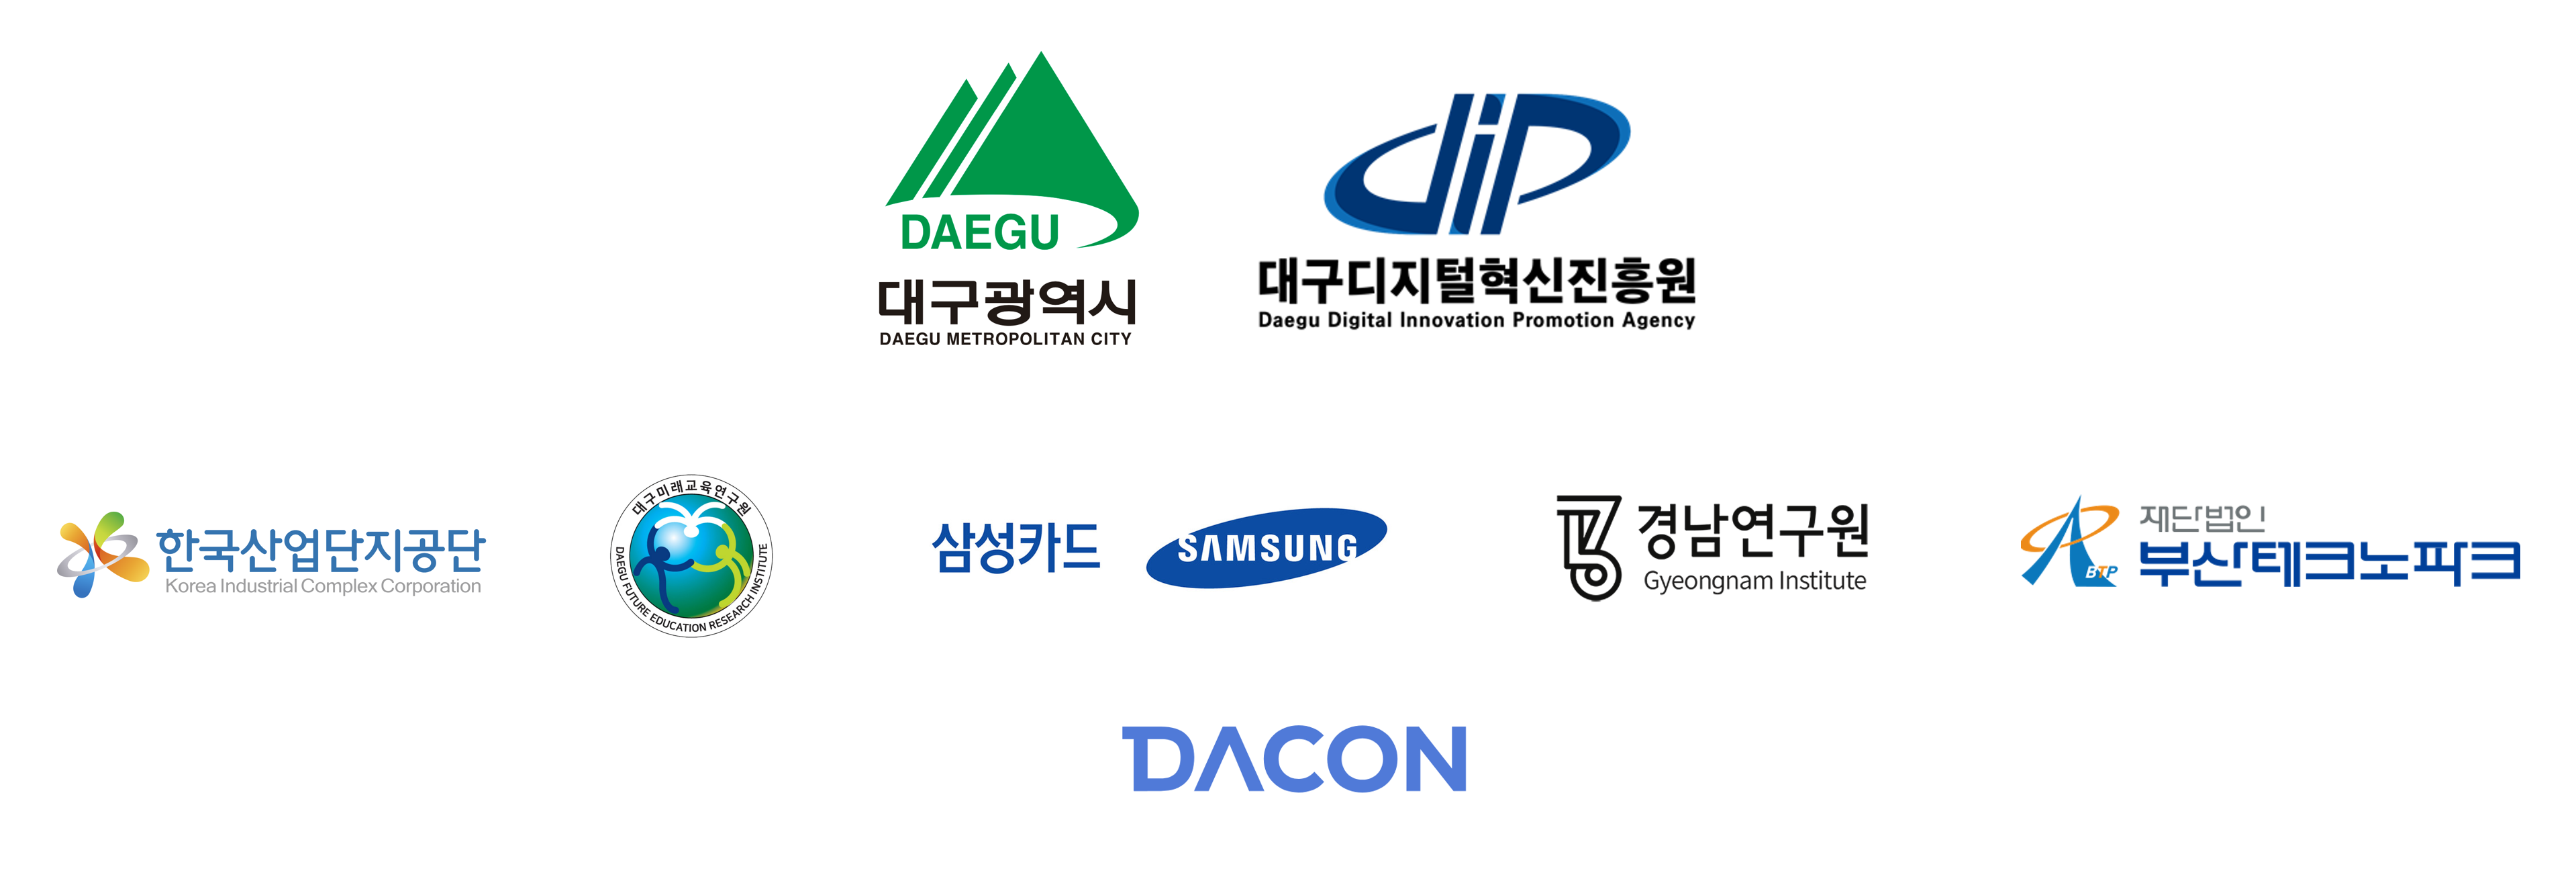 DAEGU
대구광역시
DAEGU METROPOLITAN CITY
dip
대구디지털혁신진흥원
Daegu Digital Innovation Promotion Agency
한국산업단지공단
Korea Industrial Complex Corporation
대구미래교육연구원
DAEGU FUTURE EDUCATION RESEARCH INSTITUTE
삼성카드
SAMSUNG
경남연구원
Gyeongnam Institute
BTP
재단법인
부산테크노파크
DACON